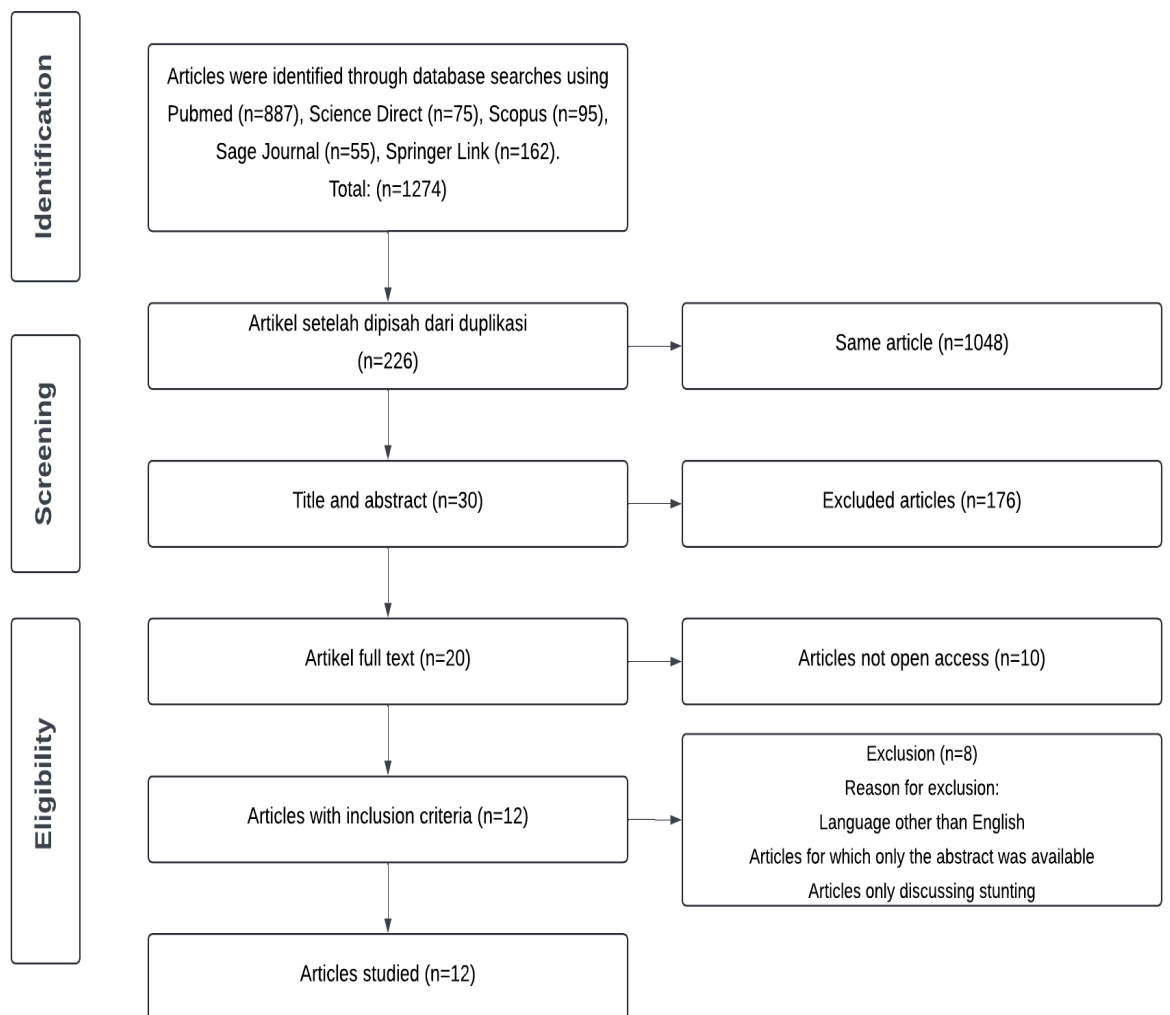 Identification
Articles were identified through database searches using
Pubmed (n=887), Science Direct (n=75), Scopus (n=95),
Sage Journal (n=55), Springer Link (n=162).
Total: (n=1274)
Screening
Artikel setelah dipisah dari duplikasi
(n=226)
Same article (n=1048)
Title and abstract (n=30)
Excluded articles (n=176)
Eligibility
Artikel full text (n=20)
Articles not open access (n=10)
Articles with inclusion criteria (n=12)
Exclusion (n=8)
Reason for exclusion:
Language other than English
Articles for which only the abstract was available
Articles only discussing stunting
Articles studied (n=12)